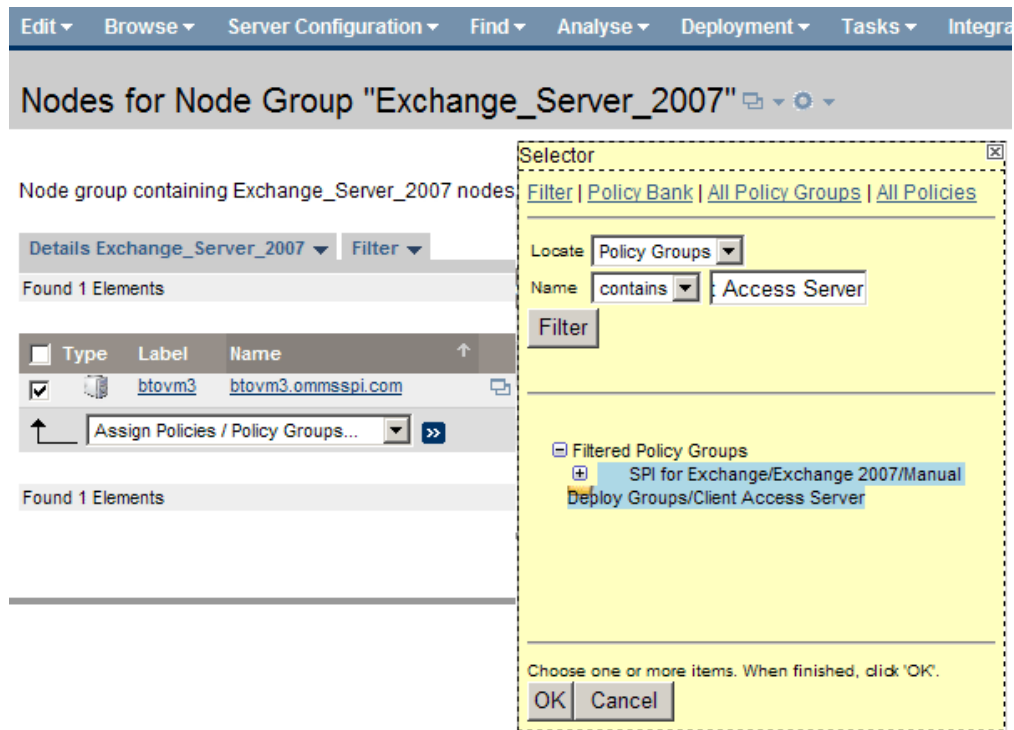 Edit Browse Server Configuration Find Analyse Deployment Tasks Integra
Nodes for Node Group "Exchange_Server_2007"
Node group containing Exchange_Server_2007 nodes
Details Exchange_Server_2007 Filter
Found 1 Elements
Type Label Name
btovm3 btovm3.ommsspi.com
Assign Policies / Policy Groups...
Found 1 Elements
Selector
Filter | Policy Bank | All Policy Groups | All Policies
Locate Policy Groups
Name contains Access Server
Filter
Filtered Policy Groups
SPI for Exchange/Exchange 2007/Manual
Deploy Groups/Client Access Server
Choose one or more items. When finished, click 'OK'.
OK Cancel